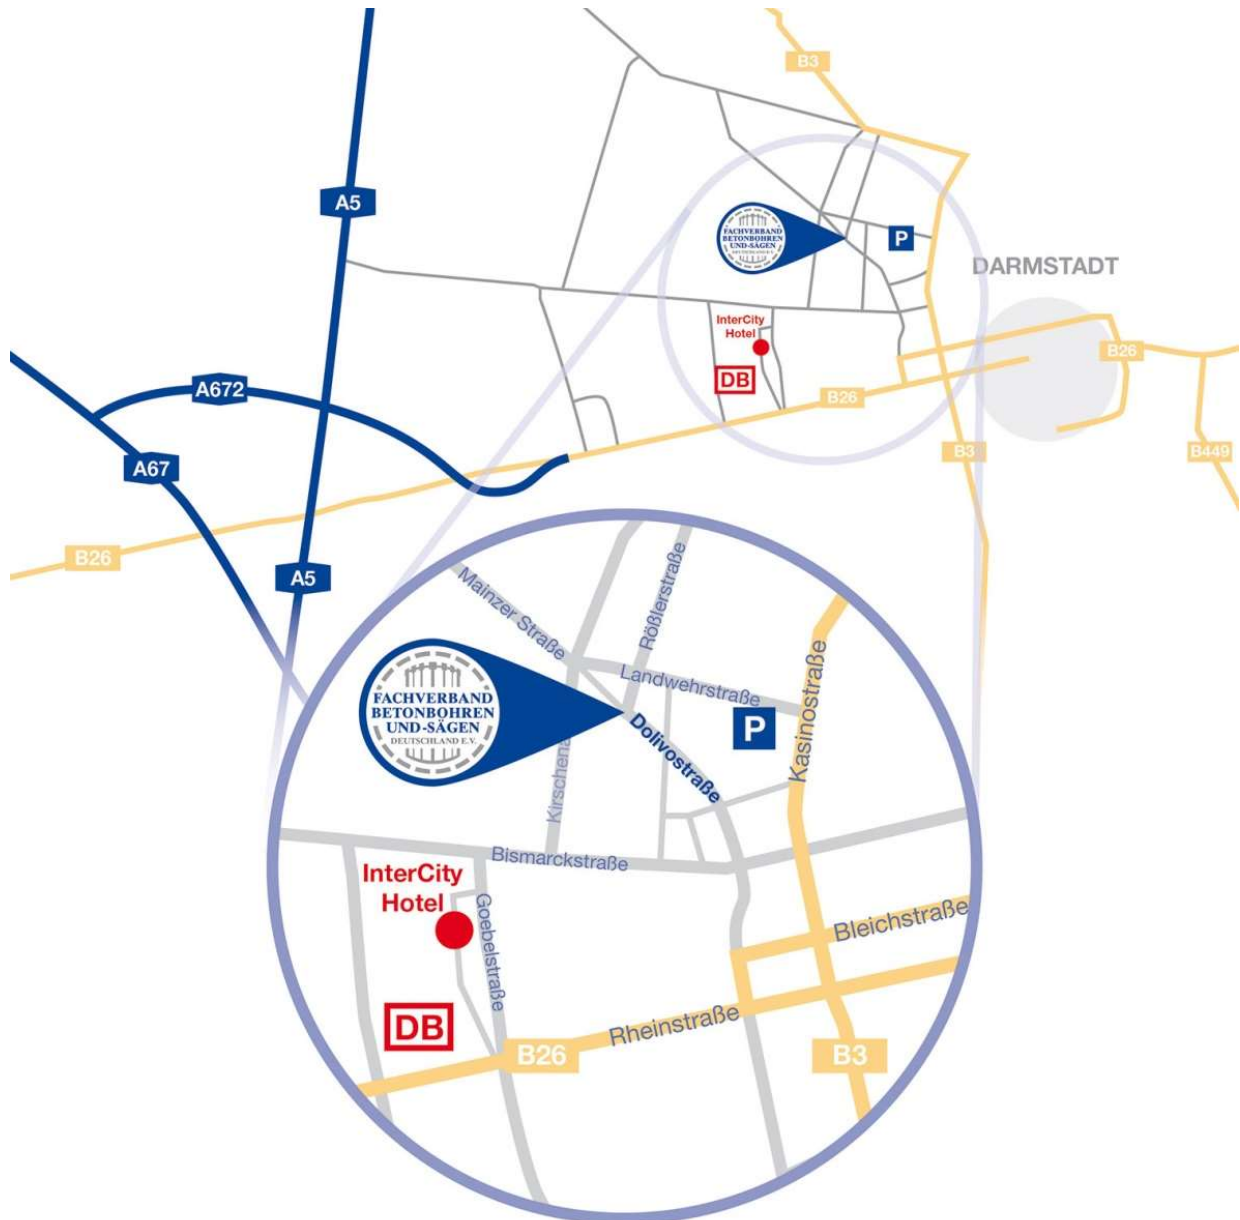 B3
A5
FACHVERBAND
BETONBOHREN
UND-SÄGEN
DEUTSCHLAND E.V.
P
DARMSTADT
InterCity
Hotel
DB
B26
B26
A672
B3
B449
A67
B26
A5
Mainzer Straße
Rößlerstraße
Landwehrstraße
Kasinostraße
FACHVERBAND
BETONBOHREN
UND-SÄGEN
DEUTSCHLAND E.V.
P
Dolivostraße
Kirschena
Bismarckstraße
InterCity
Hotel
Goebelstraße
Bleichstraße
DB
Rheinstraße
B26
B3